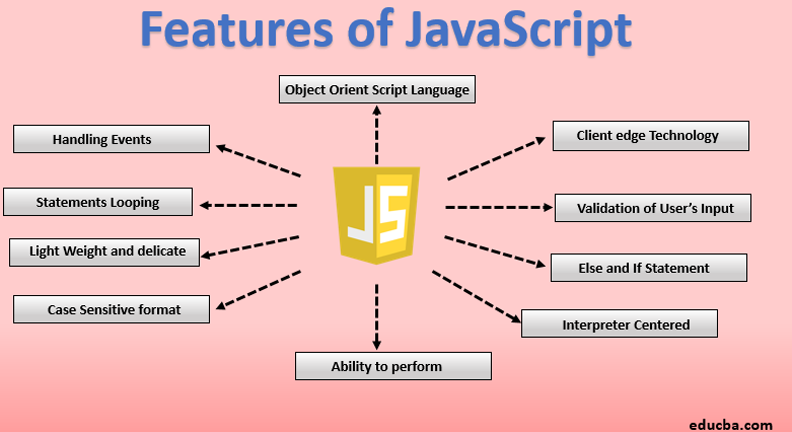 Features of JavaScript
Object Orient Script Language
Handling Events
Client edge Technology
Statements Looping
Validation of User's Input
JS
Light Weight and delicate
Else and If Statement
Case Sensitive format
Interpreter Centered
Ability to perform
educba.com